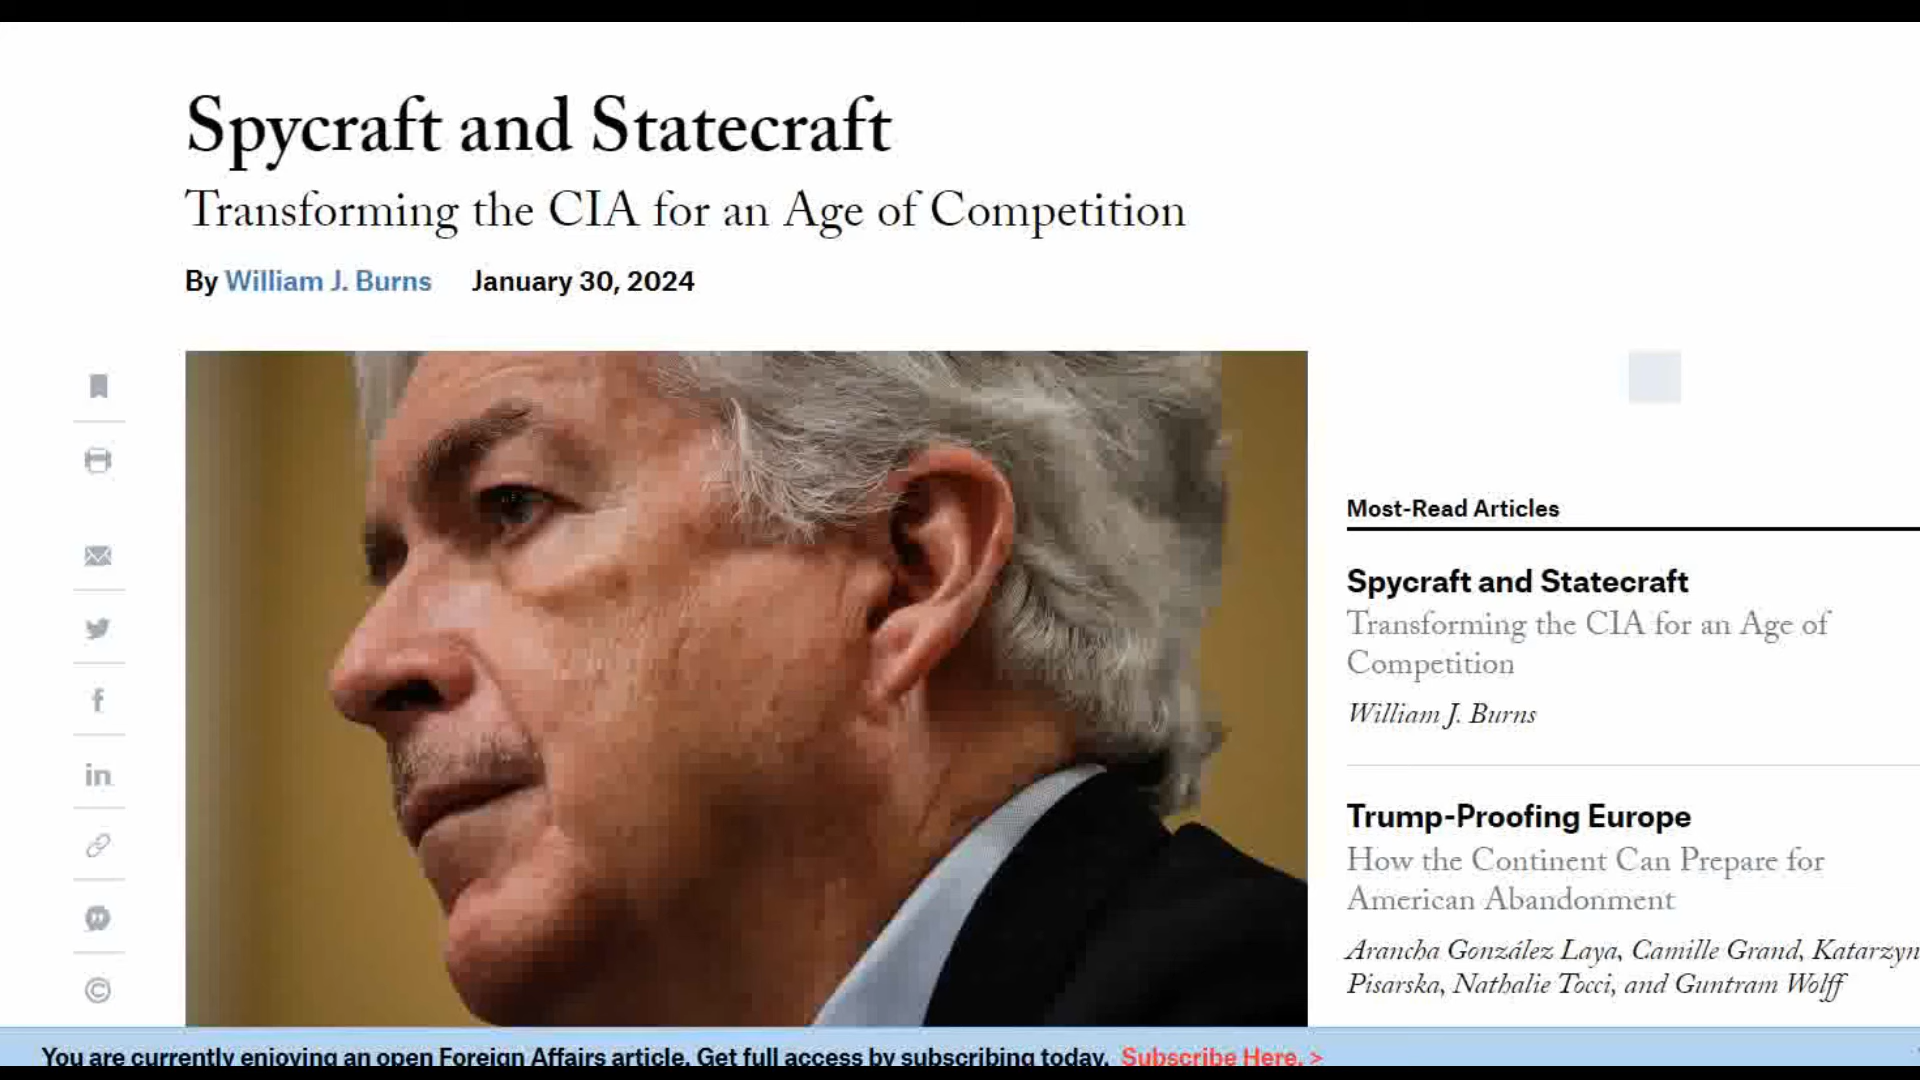 Spycraft and Statecraft
Transforming the CIA for an Age of Competition
By William J. Burns January 30, 2024
Most-Read Articles
Spycraft and Statecraft
Transforming the CIA for an Age of
Competition
William J. Burns
Trump-Proofing Europe
How the Continent Can Prepare for
American Abandonment
Arancha González Laya, Camille Grand, Katarzyn
Pisarska, Nathalie Tocci, and Guntram Wolff
You are currently enjoying an open Foreign Affairs article. Get full access by subscribing today. Subscribe Here. >